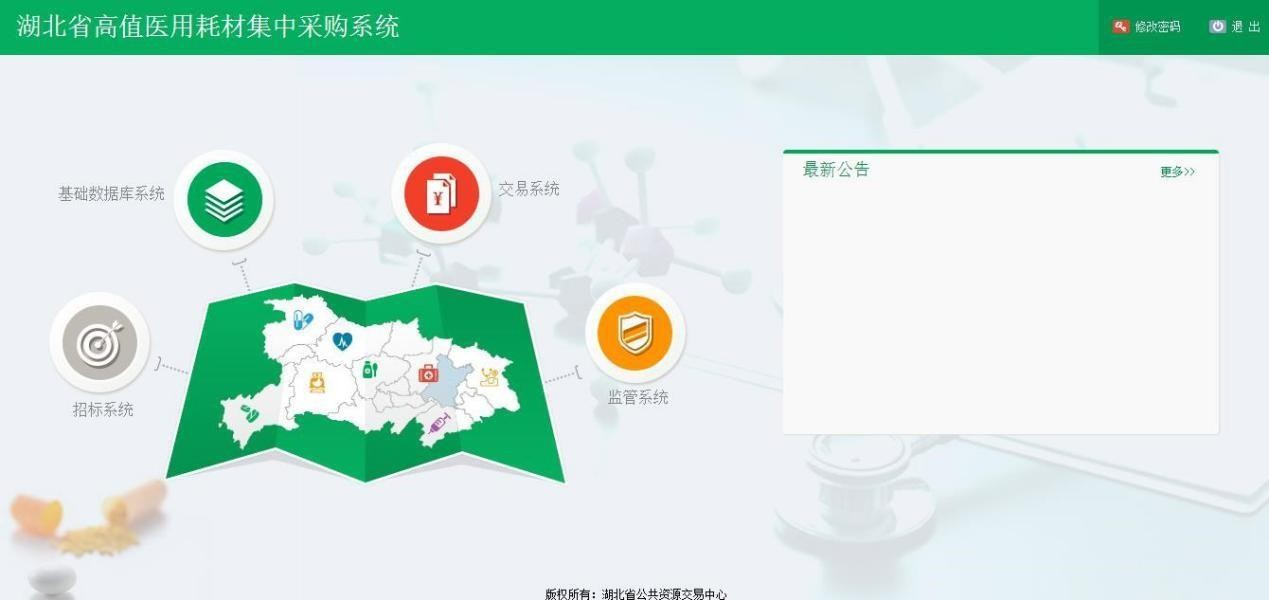 湖北省高值医用耗材集中采购系统
修改密码
退 出
基础数据库系统
¥
交易系统
最新公告
更多>>
招标系统
监管系统
版权所有：湖北省公共资源交易中心